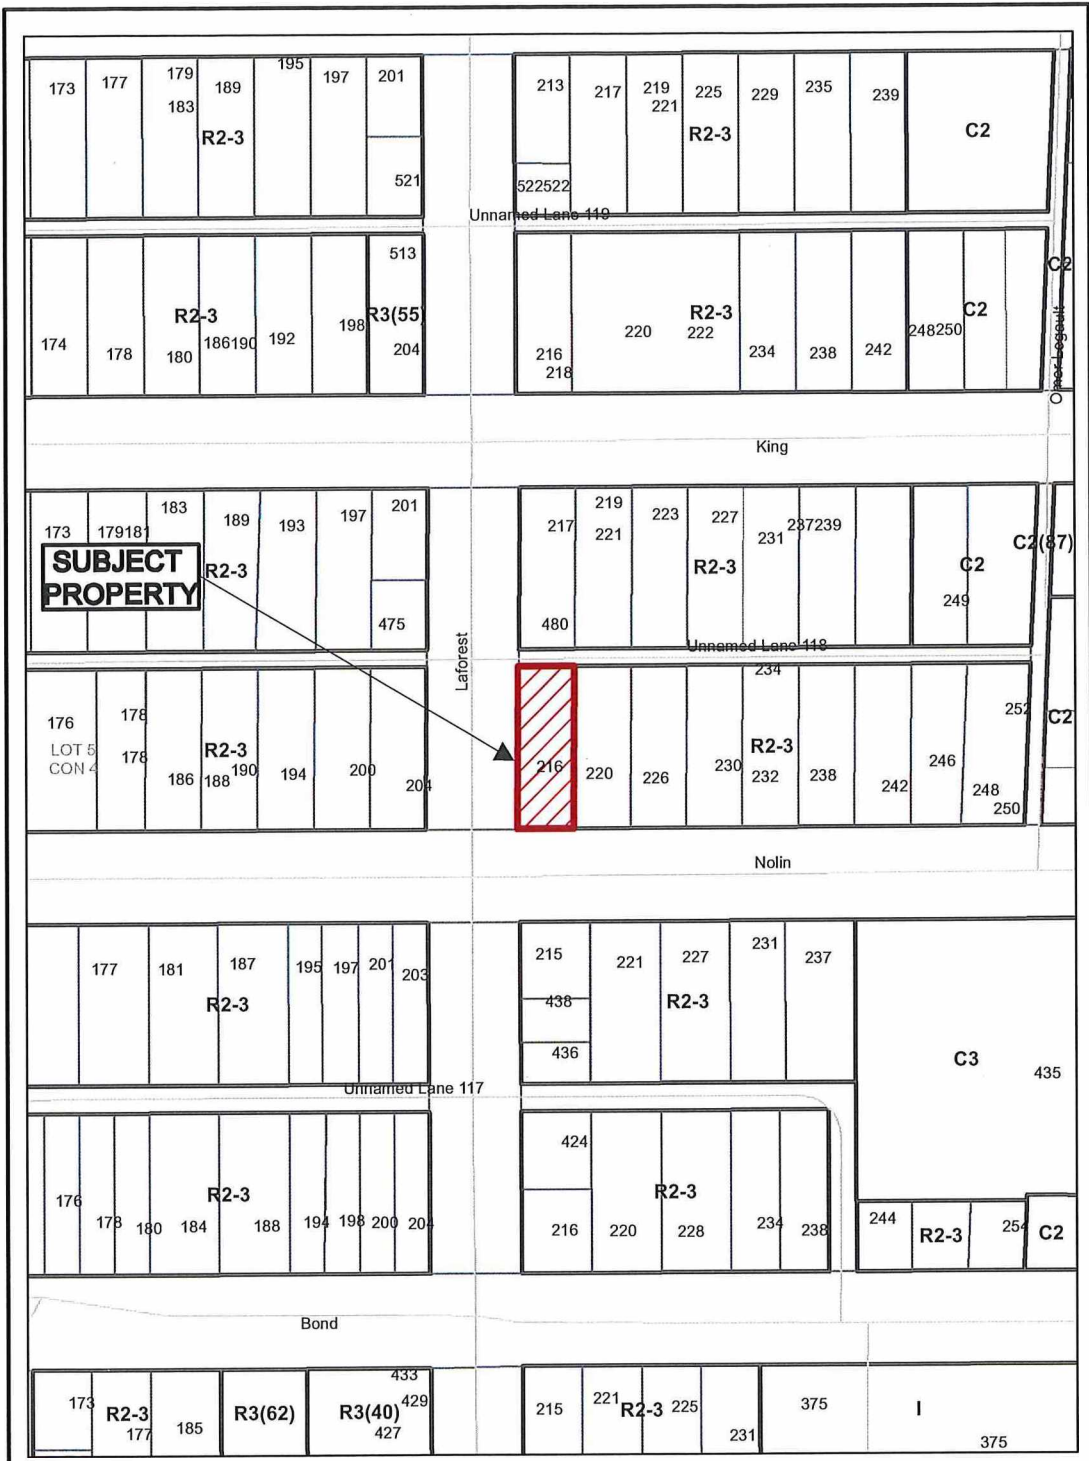 173 177 179 189 195 197 201
183
R2-3
521
213 217 219 225 229 235 239
221
R2-3
C2
522522
Unnamed Lane 119
513
R2-3
R3(55)
174 178 180 186190 192 198 204
R2-3
C2
C2
216 220 222 234 238 242 248250
218
Omer Legault
King
173 179181 183 189 193 197 201
R2-3
475
SUBJECT
PROPERTY
217 219 223 227 231 237239
221
R2-3
C2
C2(87)
249
480
Unnamed Lane 118
Laforest
176 178
LOT 5
CON 4
178
R2-3
186 188 190 194 200 204
216 220 226 230 232 238 242 246 248
234
R2-3
252
C2
250
Nolin
177 181 187 195 197 201 203
R2-3
215 221 227 231 237
438
R2-3
436
C3
435
Unnamed Lane 117
176 178 180 184 188 194 198 200 204
R2-3
424
R2-3
216 220 228 234 238
244 R2-3 254 C2
Bond
173 R2-3 185 R3(62) R3(40) 433
177
429
427
215 221 R2-3 225 231 375 I
375